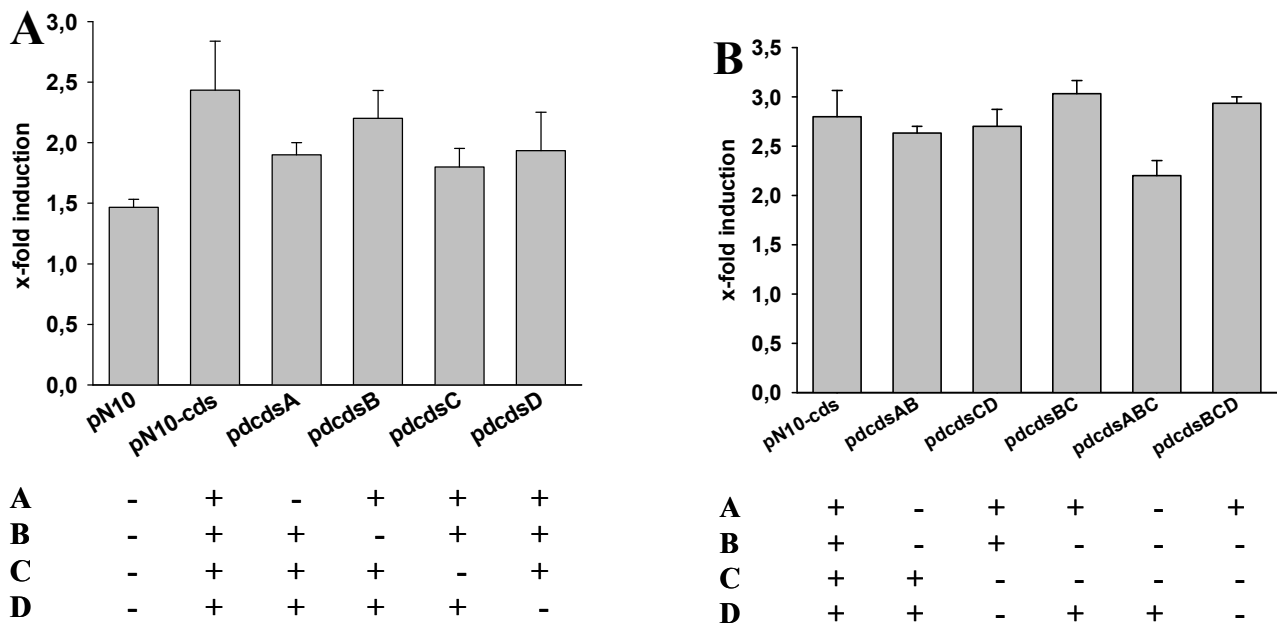 A
3,0
2,5
2,0
1,5
1,0
0,5
0,0
x-fold induction
pN10 pN10-cds pdcdsA pdcdsB pdcdsC pdcdsD
A - + - + + +
B - + + - + +
C - + + + - +
D - + + + + -
B
3,5
3,0
2,5
2,0
1,5
1,0
0,5
0,0
x-fold induction
pN10-cds pdcdsAB pdcdsCD pdcdsBC pdcdsABC pdcdsBCD
A + - + + - +
B + - + - - -
C + + - - - -
D + + - + + -